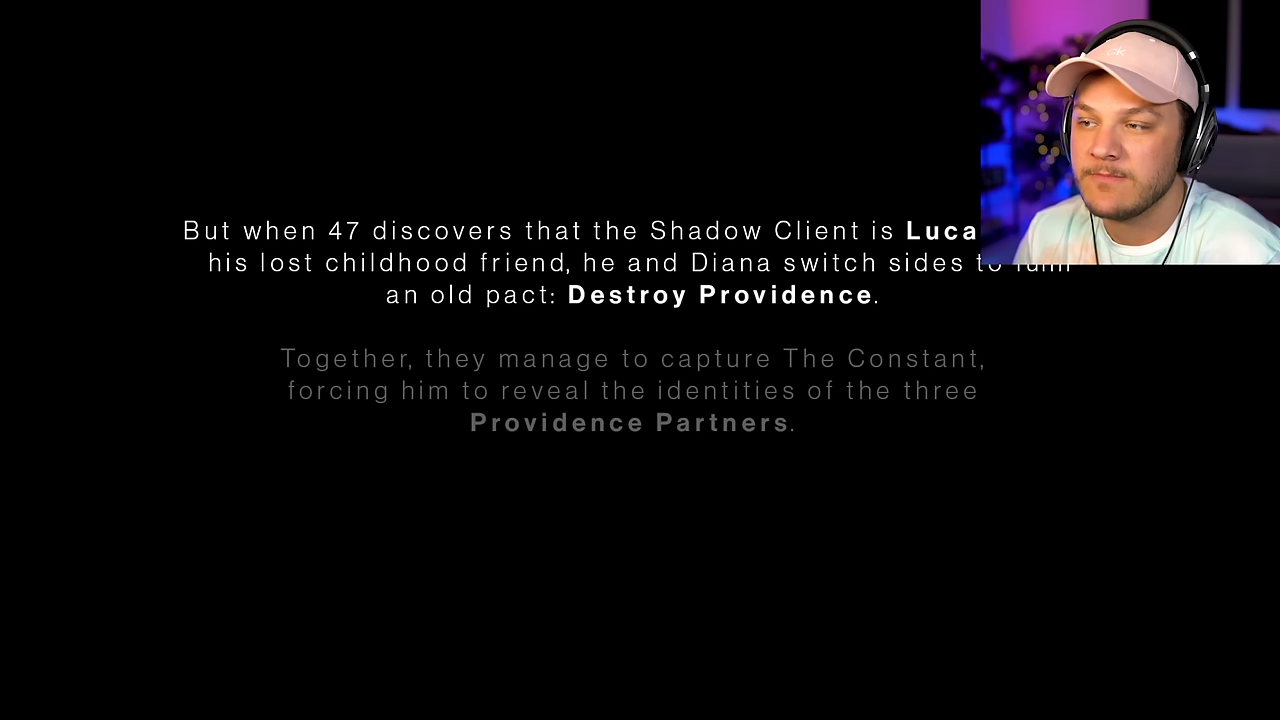 But when 47 discovers that the Shadow Client is Luca
his lost childhood friend, he and Diana switch sides to
an old pact: Destroy Providence.
Together, they manage to capture The Constant,
forcing him to reveal the identities of the three
Providence Partners.